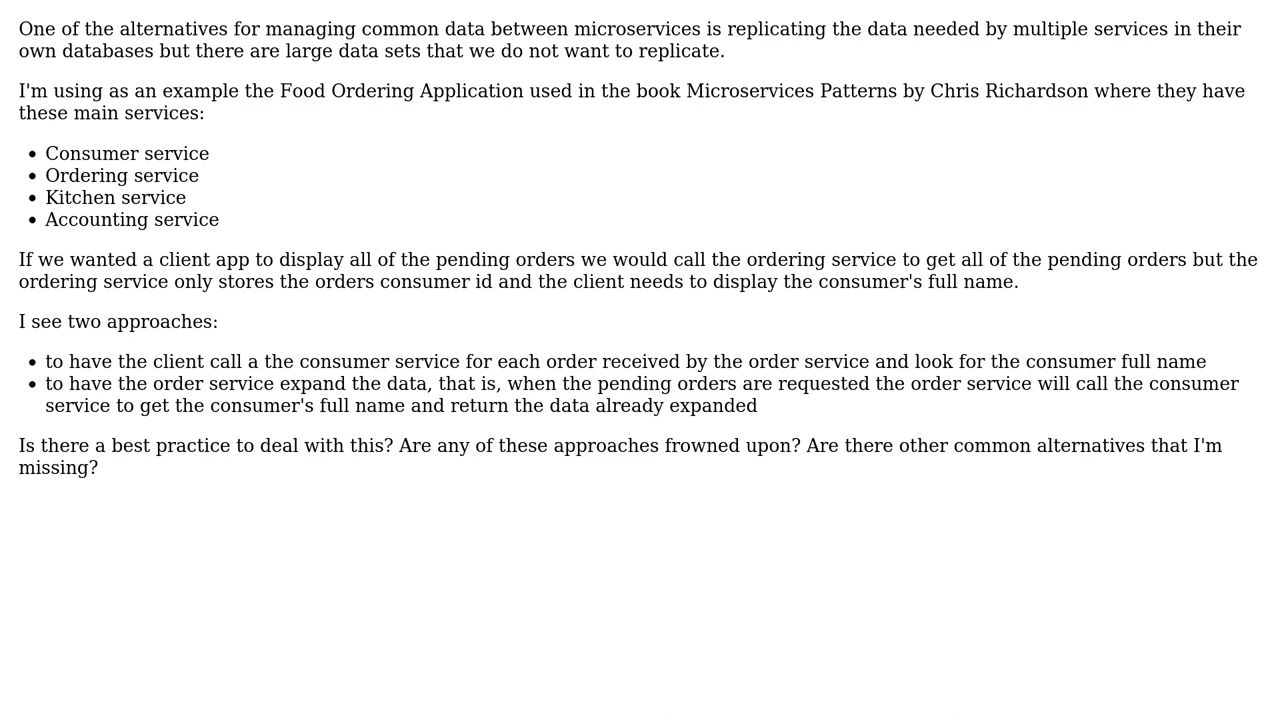 One of the alternatives for managing common data between microservices is replicating the data needed by multiple services in their
own databases but there are large data sets that we do not want to replicate.
I'm using as an example the Food Ordering Application used in the book Microservices Patterns by Chris Richardson where they have
these main services:
• Consumer service
• Ordering service
• Kitchen service
• Accounting service
If we wanted a client app to display all of the pending orders we would call the ordering service to get all of the pending orders but the
ordering service only stores the orders consumer id and the client needs to display the consumer's full name.
I see two approaches:
• to have the client call a the consumer service for each order received by the order service and look for the consumer full name
• to have the order service expand the data, that is, when the pending orders are requested the order service will call the consumer
service to get the consumer's full name and return the data already expanded
Is there a best practice to deal with this? Are any of these approaches frowned upon? Are there other common alternatives that I'm
missing?